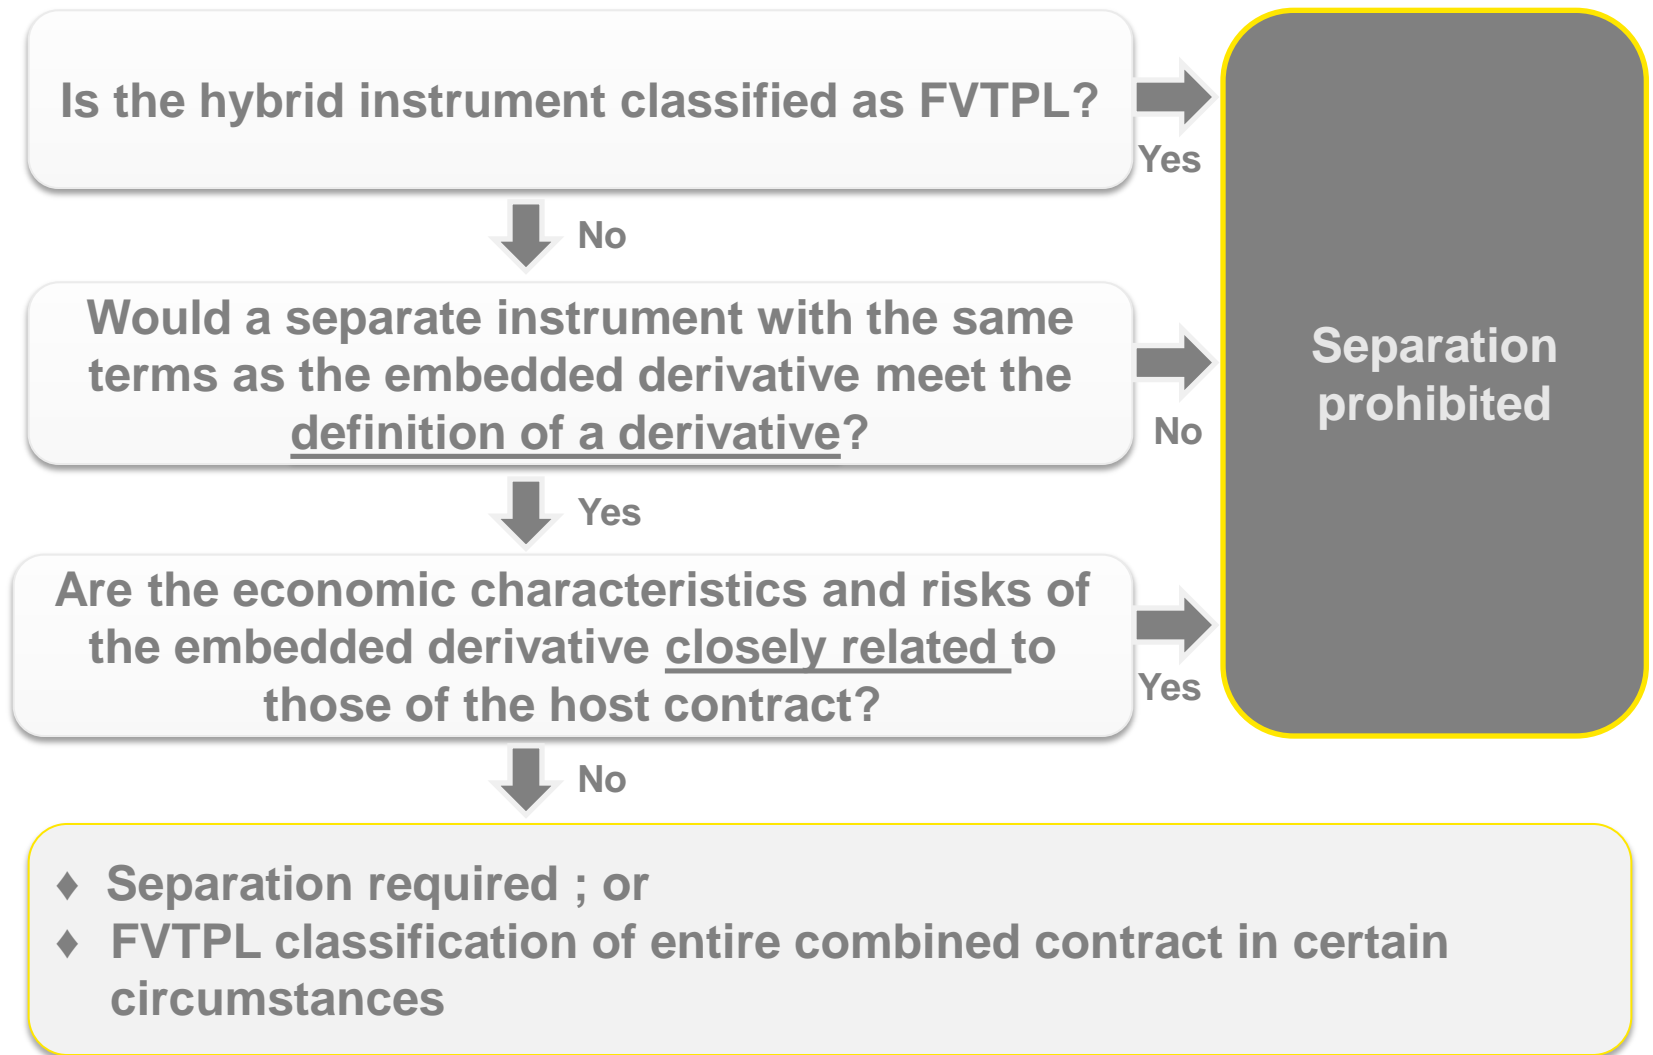 Is the hybrid instrument classified as FVTPL?
Yes
No
Would a separate instrument with the same
terms as the embedded derivative meet the
definition of a derivative?
No
Yes
Are the economic characteristics and risks of
the embedded derivative closely related to
those of the host contract?
Yes
No
Separation
prohibited
♦ Separation required ; or
♦ FVTPL classification of entire combined contract in certain
circumstances